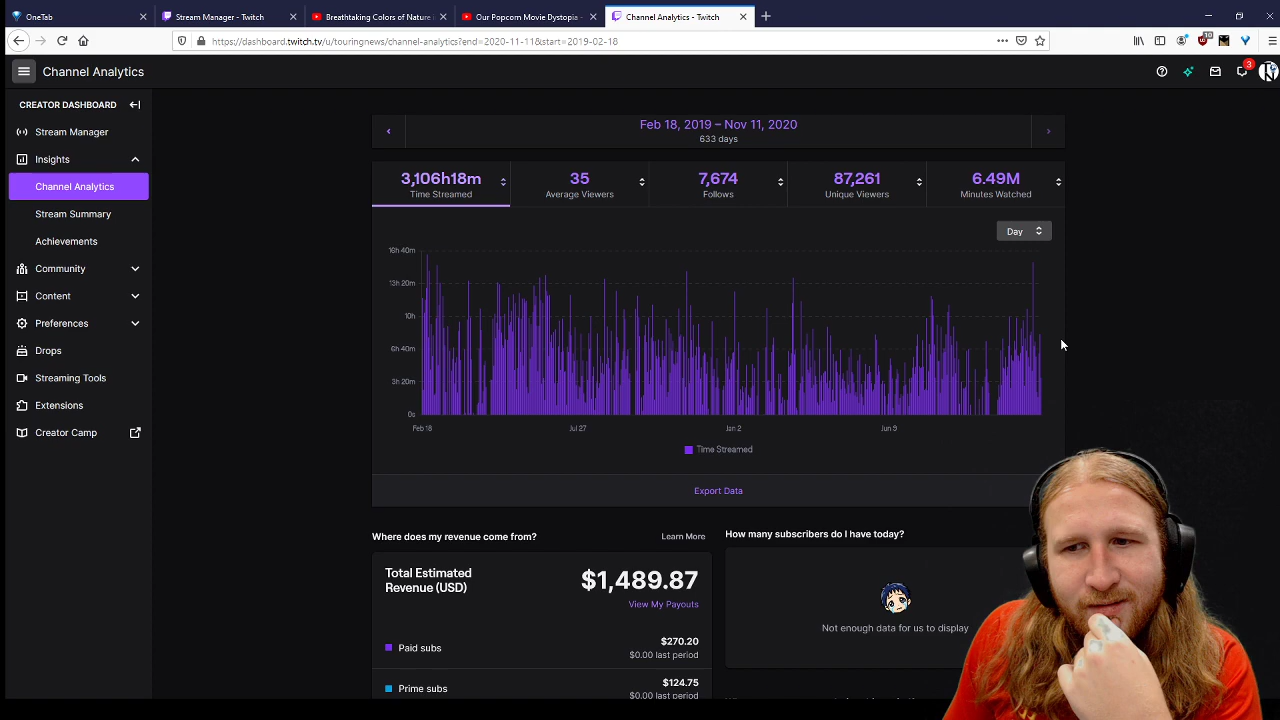 OneTab
Stream Manager - Twitch
Breathtaking Colors of Nature i
Our Popcorn Movie Dystopia -
Channel Analytics - Twitch
https://dashboard.twitch.tv/u/touringnews/channel-analytics?end=2020-11-11&start=2019-02-18
10
Channel Analytics
3
CREATOR DASHBOARD
Stream Manager
Insights
Channel Analytics
Stream Summary
Achievements
Community
Content
Preferences
Drops
Streaming Tools
Extensions
Creator Camp
Feb 18, 2019 – Nov 11, 2020
633 days
3,106h18m
Time Streamed
35
Average Viewers
7,674
Follows
87,261
Unique Viewers
6.49M
Minutes Watched
Day
16h 40m
13h 20m
10h
6h 40m
3h 20m
0s
Feb 18
Jul 27
Jan 2
Jun 9
Time Streamed
Export Data
Where does my revenue come from?
Learn More
Total Estimated
Revenue (USD)
$1,489.87
View My Payouts
Paid subs
$270.20
$0.00 last period
Prime subs
$124.75
$0.00 last period
How many subscribers do I have today?
Not enough data for us to display